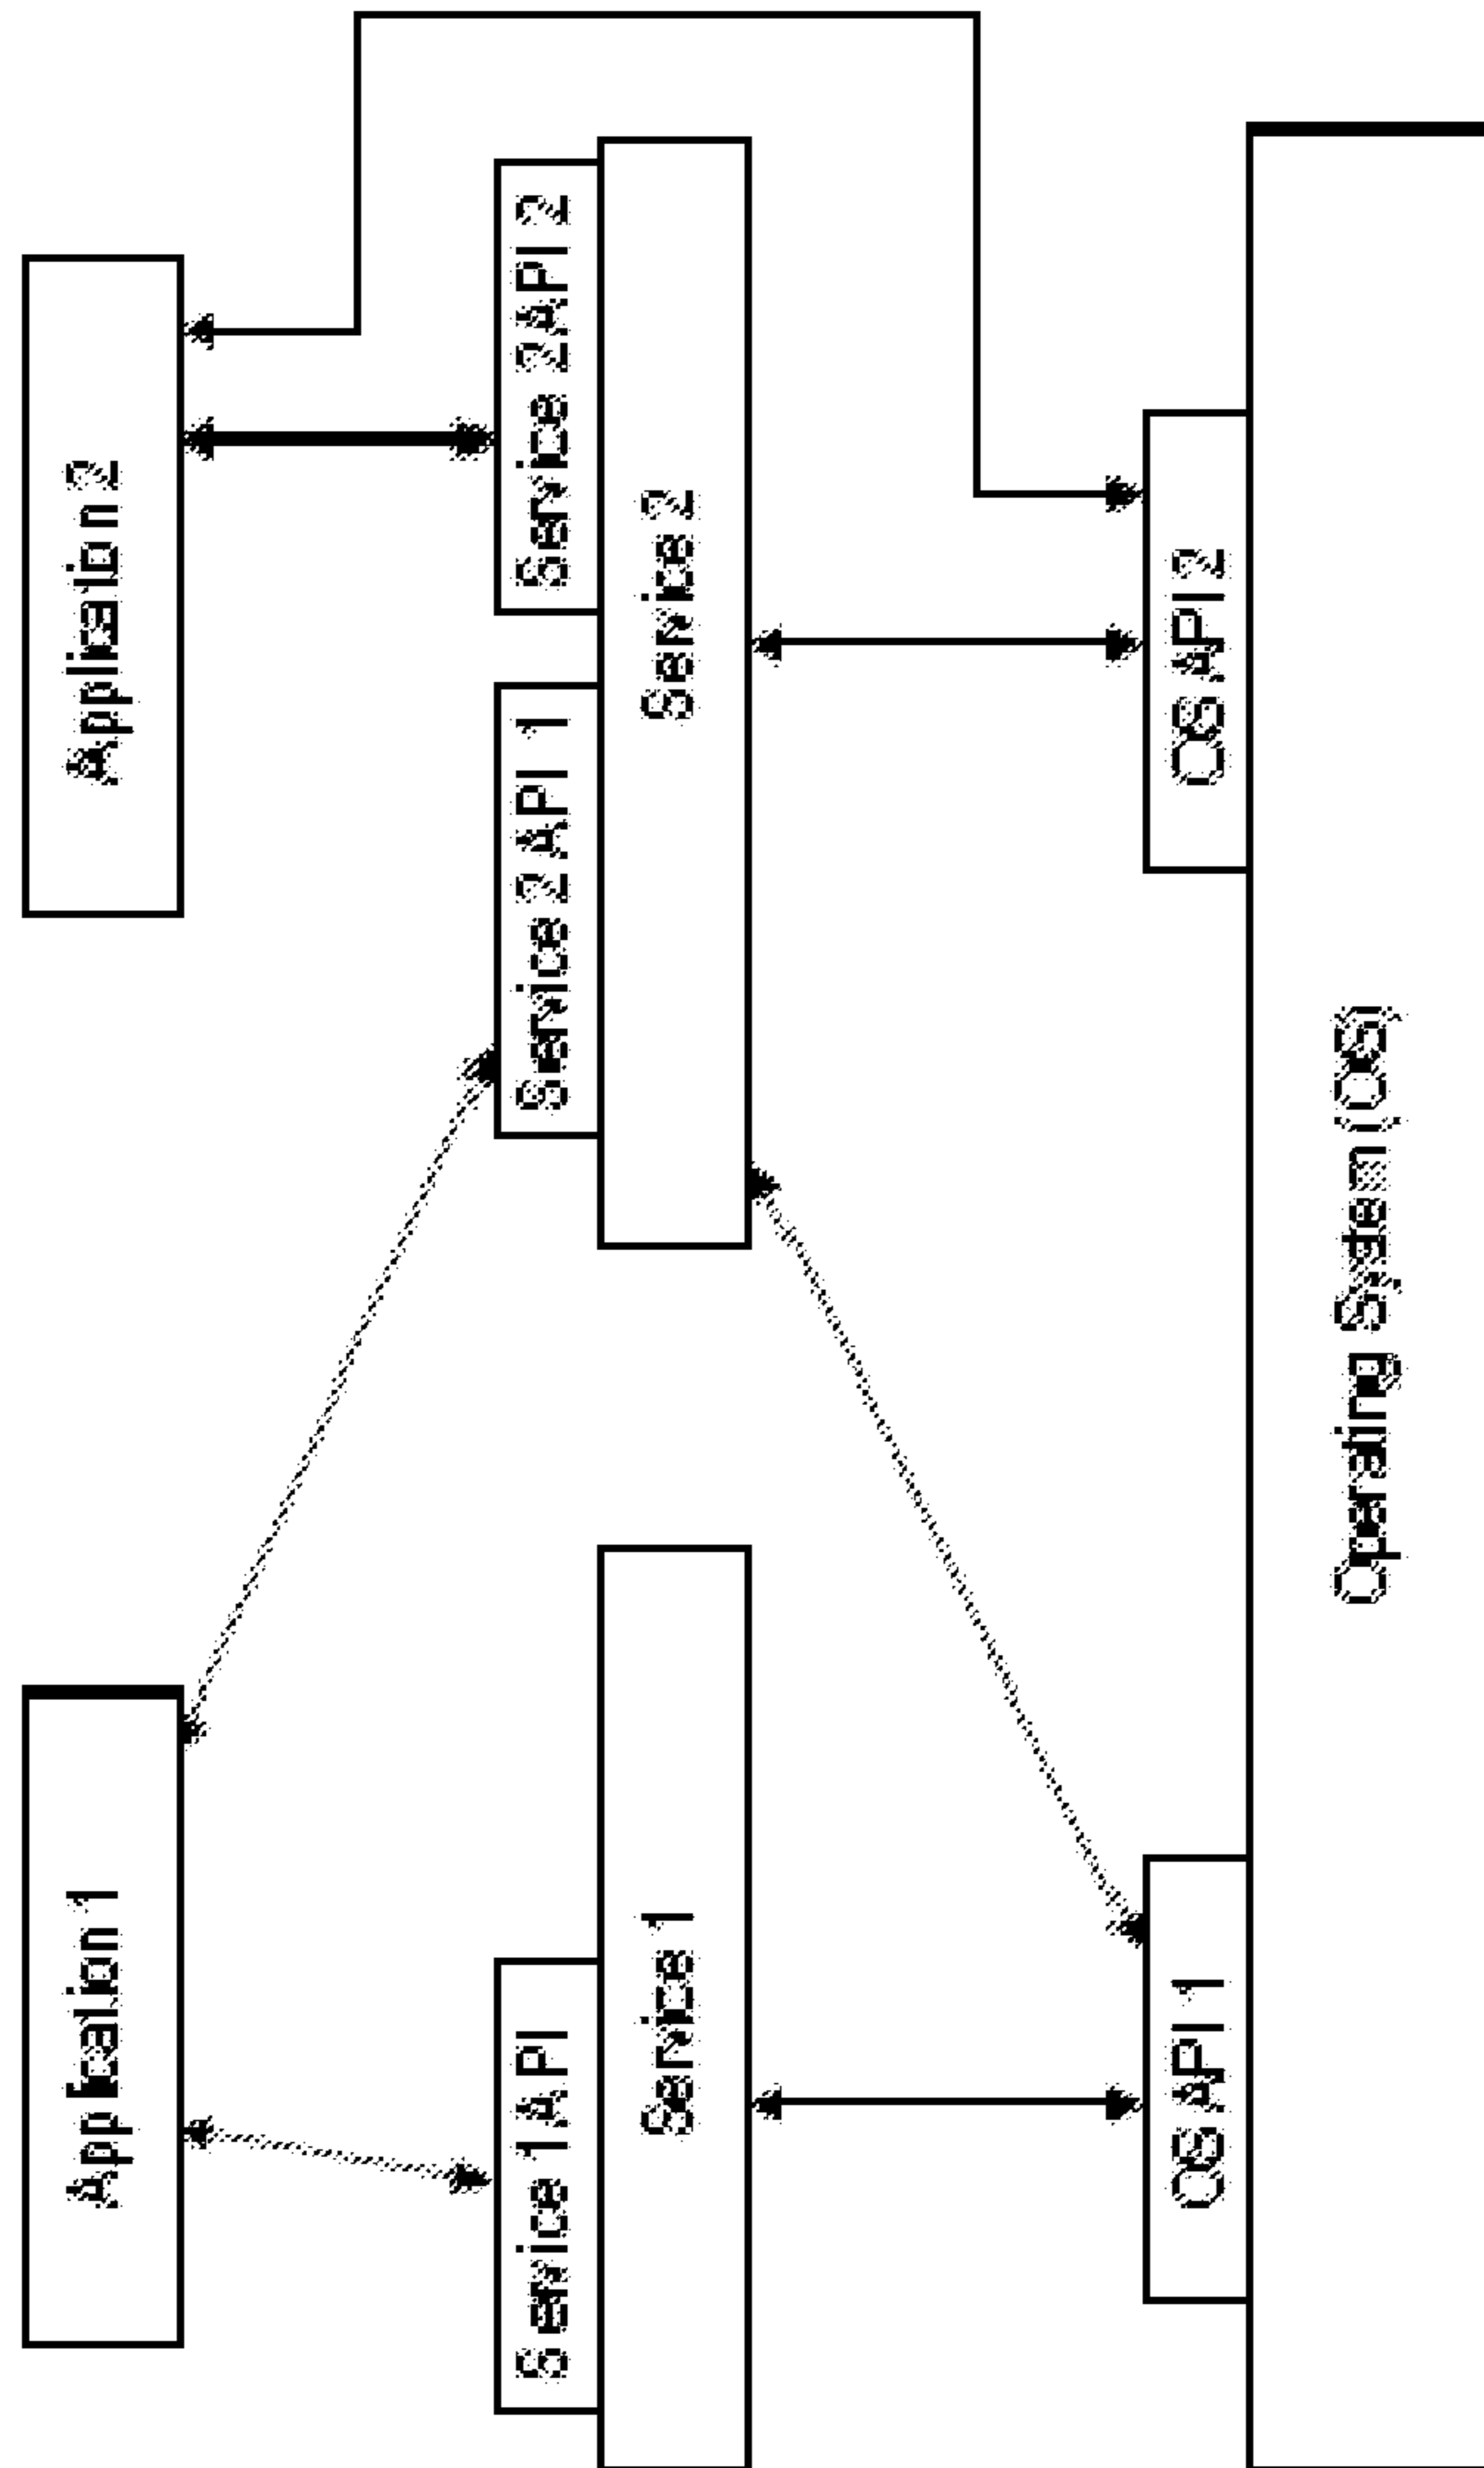 Application 1
Application 2
Service 1 API
Service 2 API 1
Service 2 API 2
Service 1
Service 2
OS API 1
OS API 2
Operating System (OS)